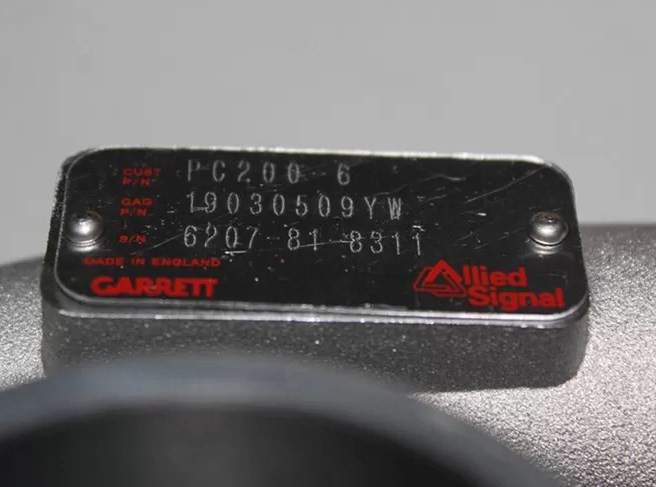 CUST P/N PC200-6
GAG P/N 19030509YW
S/N 6207-81-8311
MADE IN ENGLAND
GARRETT
Allied Signal